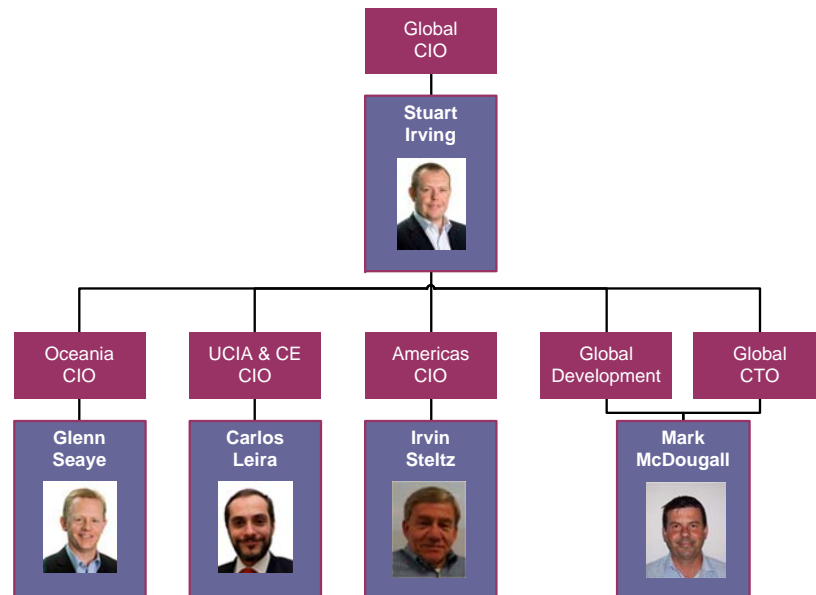 Global
CIO
Stuart
Irving
Oceania
CIO
UCIA & CE
CIO
Americas
CIO
Global
Development
Global
CTO
Glenn
Seaye
Carlos
Leira
Irvin
Steltz
Mark
McDougall